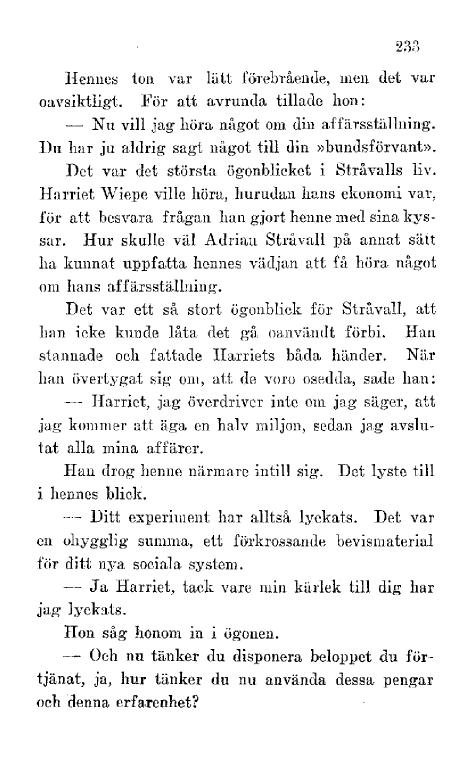 233
Hennes ton var lätt förebrående, men det var
oavsiktligt. För att avrunda tillade hon:
— Nu vill jag höra något om din affärsställning.
Du har ju aldrig sagt något till din »bundsförvant».
Det var det största ögonblicket i Stråvalls liv.
Harriet Wiepe ville höra, hurudan hans ekonomi var,
för att besvara frågan han gjort henne med sina kys-
sar. Hur skulle väl Adrian Stråvall på annat sätt
ha kunnat uppfatta hennes vädjan att få höra något
om hans affärsställning.
Det var ett så stort ögonblick för Stråvall, att
han icke kunde låta det gå oanvändt förbi. Han
stannade och fattade Harriets båda händer. När
han övertygat sig om, att de voro osedda, sade han:
— Harriet, jag överdriver inte om jag säger, att
jag kommer att äga en halv miljon, sedan jag avslu-
tat alla mina affärer.
Han drog henne närmare intill sig. Det lyste till
i hennes blick.
— Ditt experiment har alltså lyckats. Det var
en ohygglig summa, ett förkrossande bevismaterial
för ditt nya sociala system.
— Ja Harriet, tack vare min kärlek till dig har
jag lyckats.
Hon såg honom in i ögonen.
— Och nu tänker du disponera beloppet du för-
tjänat, ja, hur tänker du nu använda dessa pengar
och denna erfarenhet?